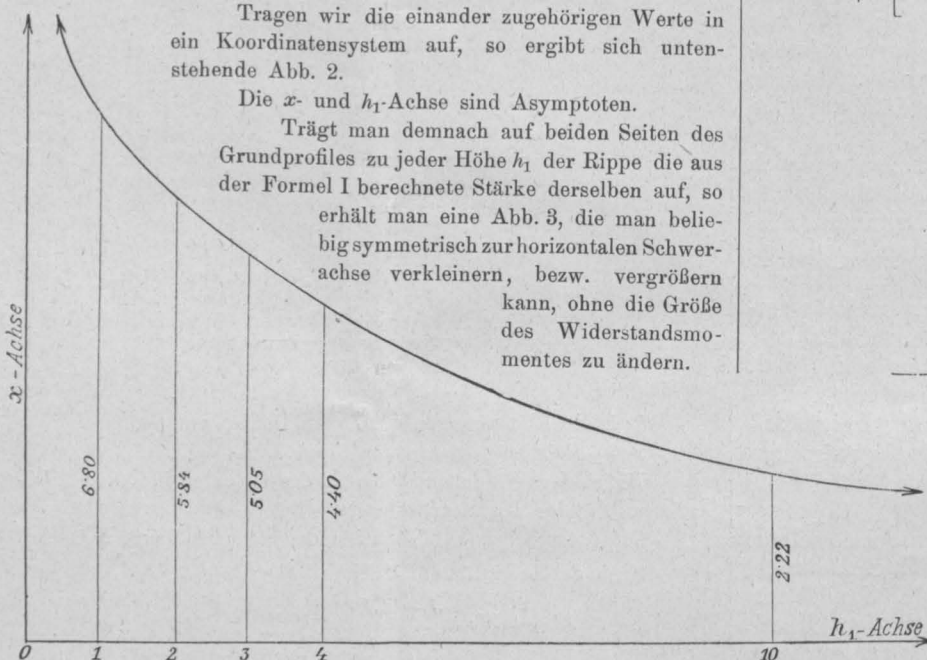 Tragen wir die einander zugehörigen Werte in
ein Koordinatensystem auf, so ergibt sich unten-
stehende Abb. 2.
Die x- und h₁-Achse sind Asymptoten.
Trägt man demnach auf beiden Seiten des
Grundprofiles zu jeder Höhe h₁ der Rippe die aus
der Formel I berechnete Stärke derselben auf, so
erhält man eine Abb. 3, die man belie-
big symmetrisch zur horizontalen Schwer-
achse verkleinern, bezw. vergrößern
kann, ohne die Größe
des Widerstandsmo-
mentes zu ändern.
x-Achse
6·80
5·84
5·05
4·40
2·22
h₁-Achse
0 1 2 3 4 10